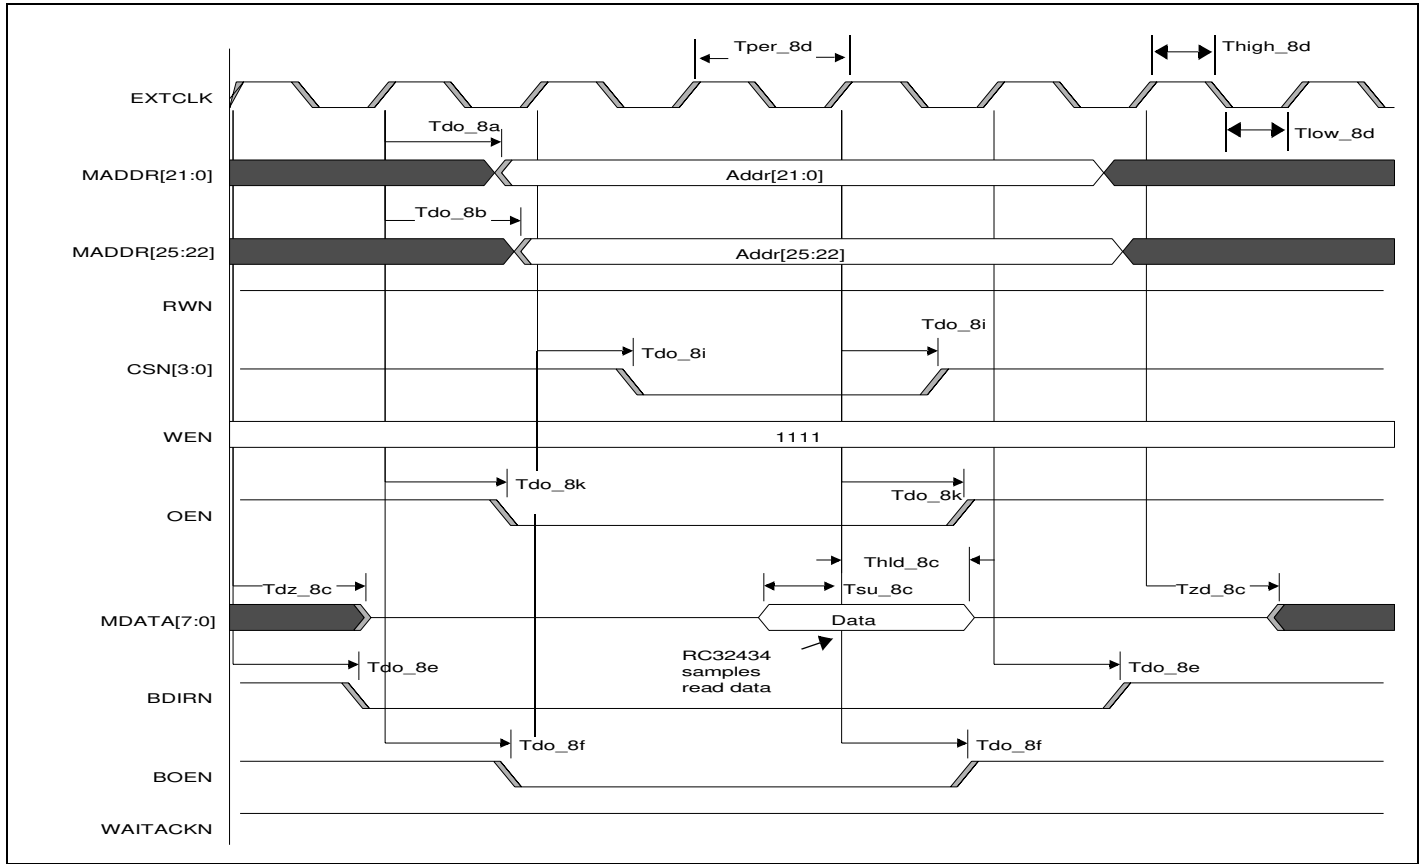 Tper_8d
Thigh_8d
EXTCLK
Tdo_8a
Tlow_8d
MADDR[21:0]
Addr[21:0]
Tdo_8b
MADDR[25:22]
Addr[25:22]
RWN
Tdo_8i
Tdo_8i
CSN[3:0]
WEN
1111
Tdo_8k
Tdo_8k
OEN
Thld_8c
Tdz_8c
Tsu_8c
Tzd_8c
MDATA[7:0]
Data
RC32434
samples
read data
Tdo_8e
Tdo_8e
BDIRN
Tdo_8f
Tdo_8f
BOEN
WAITACKN